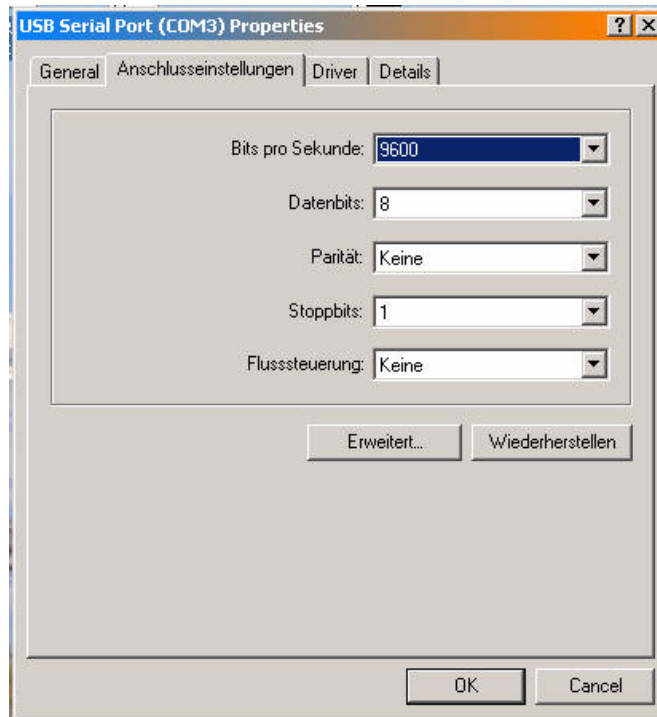 USB Serial Port (COM3) Properties
General Anschlusseinstellungen Driver Details
Bits pro Sekunde: 9600
Datenbits: 8
Parität: Keine
Stoppbits: 1
Flusssteuerung: Keine
Erweitert... Wiederherstellen
OK Cancel